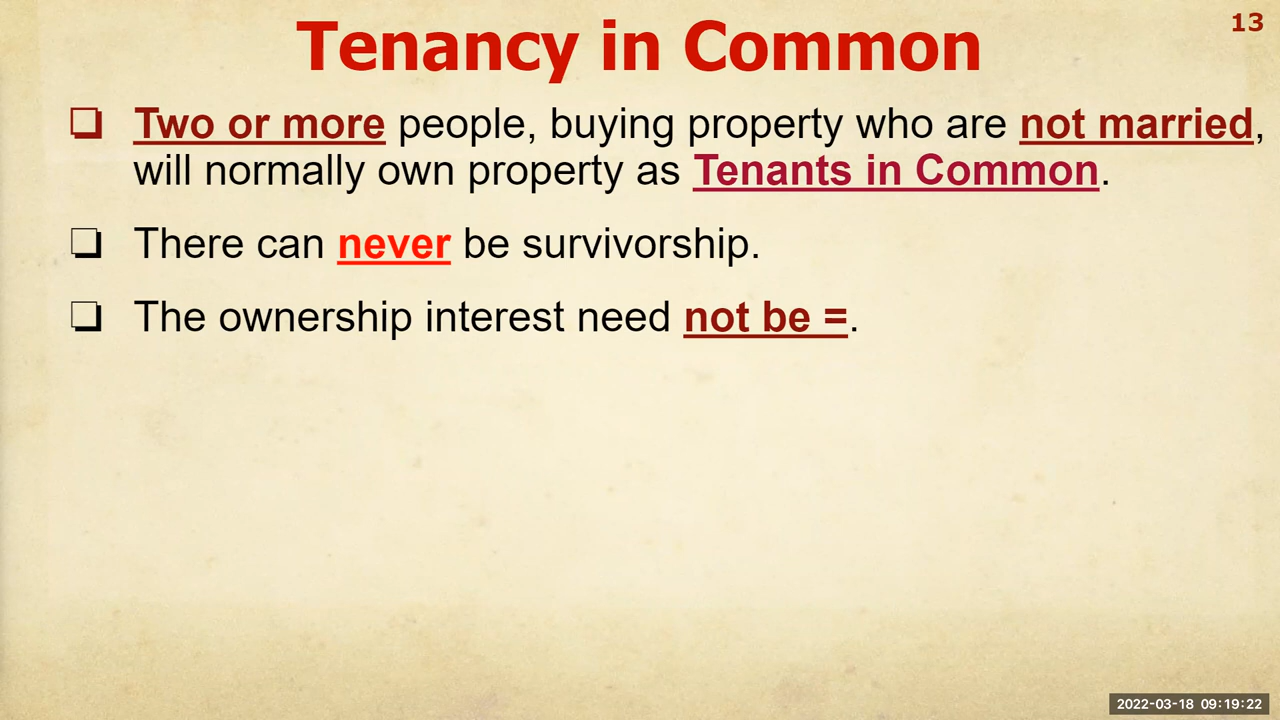 13
Tenancy in Common
❑ Two or more people, buying property who are not married,
will normally own property as Tenants in Common.
❑ There can never be survivorship.
❑ The ownership interest need not be =.
2022-03-18 09:19:22